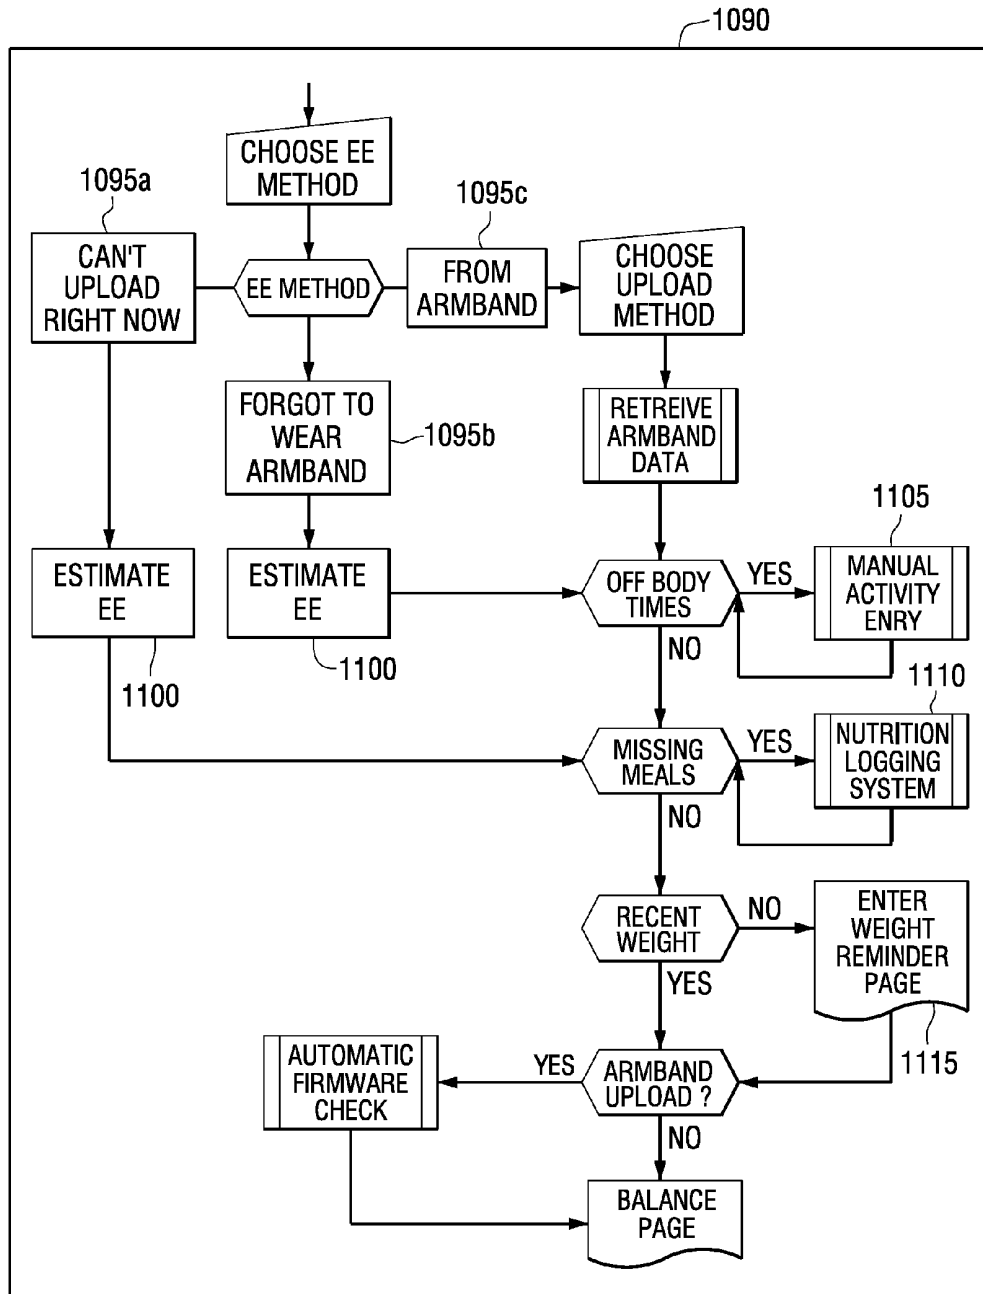 1090
CHOOSE EE
METHOD
1095a
1095c
CAN'T
UPLOAD
RIGHT NOW
EE METHOD
FROM
ARMBAND
CHOOSE
UPLOAD
METHOD
FORGOT TO
WEAR
ARMBAND
1095b
RETREIVE
ARMBAND
DATA
1105
ESTIMATE
EE
1100
ESTIMATE
EE
1100
OFF BODY
TIMES
YES
NO
MANUAL
ACTIVITY
ENRY
1110
MISSING
MEALS
YES
NO
NUTRITION
LOGGING
SYSTEM
RECENT
WEIGHT
NO
YES
ENTER
WEIGHT
REMINDER
PAGE
1115
AUTOMATIC
FIRMWARE
CHECK
YES
ARMBAND
UPLOAD ?
NO
BALANCE
PAGE